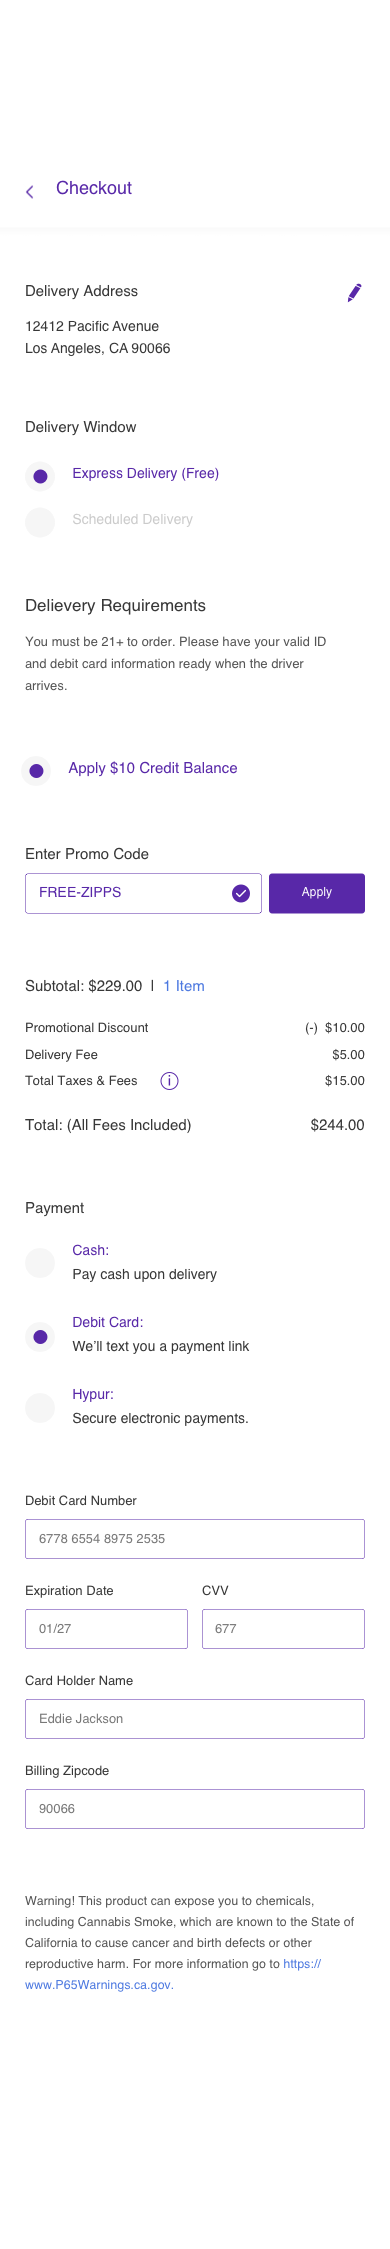 Checkout
Delivery Address
12412 Pacific Avenue
Los Angeles, CA 90066
Delivery Window
Express Delivery (Free)
Scheduled Delivery
Delievery Requirements
You must be 21+ to order. Please have your valid ID
and debit card information ready when the driver
arrives.
Apply $10 Credit Balance
Enter Promo Code
FREE-ZIPPS Apply
Subtotal: $229.00 | 1 Item
Promotional Discount (-) $10.00
Delivery Fee $5.00
Total Taxes & Fees $15.00
Total: (All Fees Included) $244.00
Payment
Cash:
Pay cash upon delivery
Debit Card:
We'll text you a payment link
Hypur:
Secure electronic payments.
Debit Card Number
6778 6554 8975 2535
Expiration Date CVV
01/27 677
Card Holder Name
Eddie Jackson
Billing Zipcode
90066
Warning! This product can expose you to chemicals,
including Cannabis Smoke, which are known to the State of
California to cause cancer and birth defects or other
reproductive harm. For more information go to https://
www.P65Warnings.ca.gov.